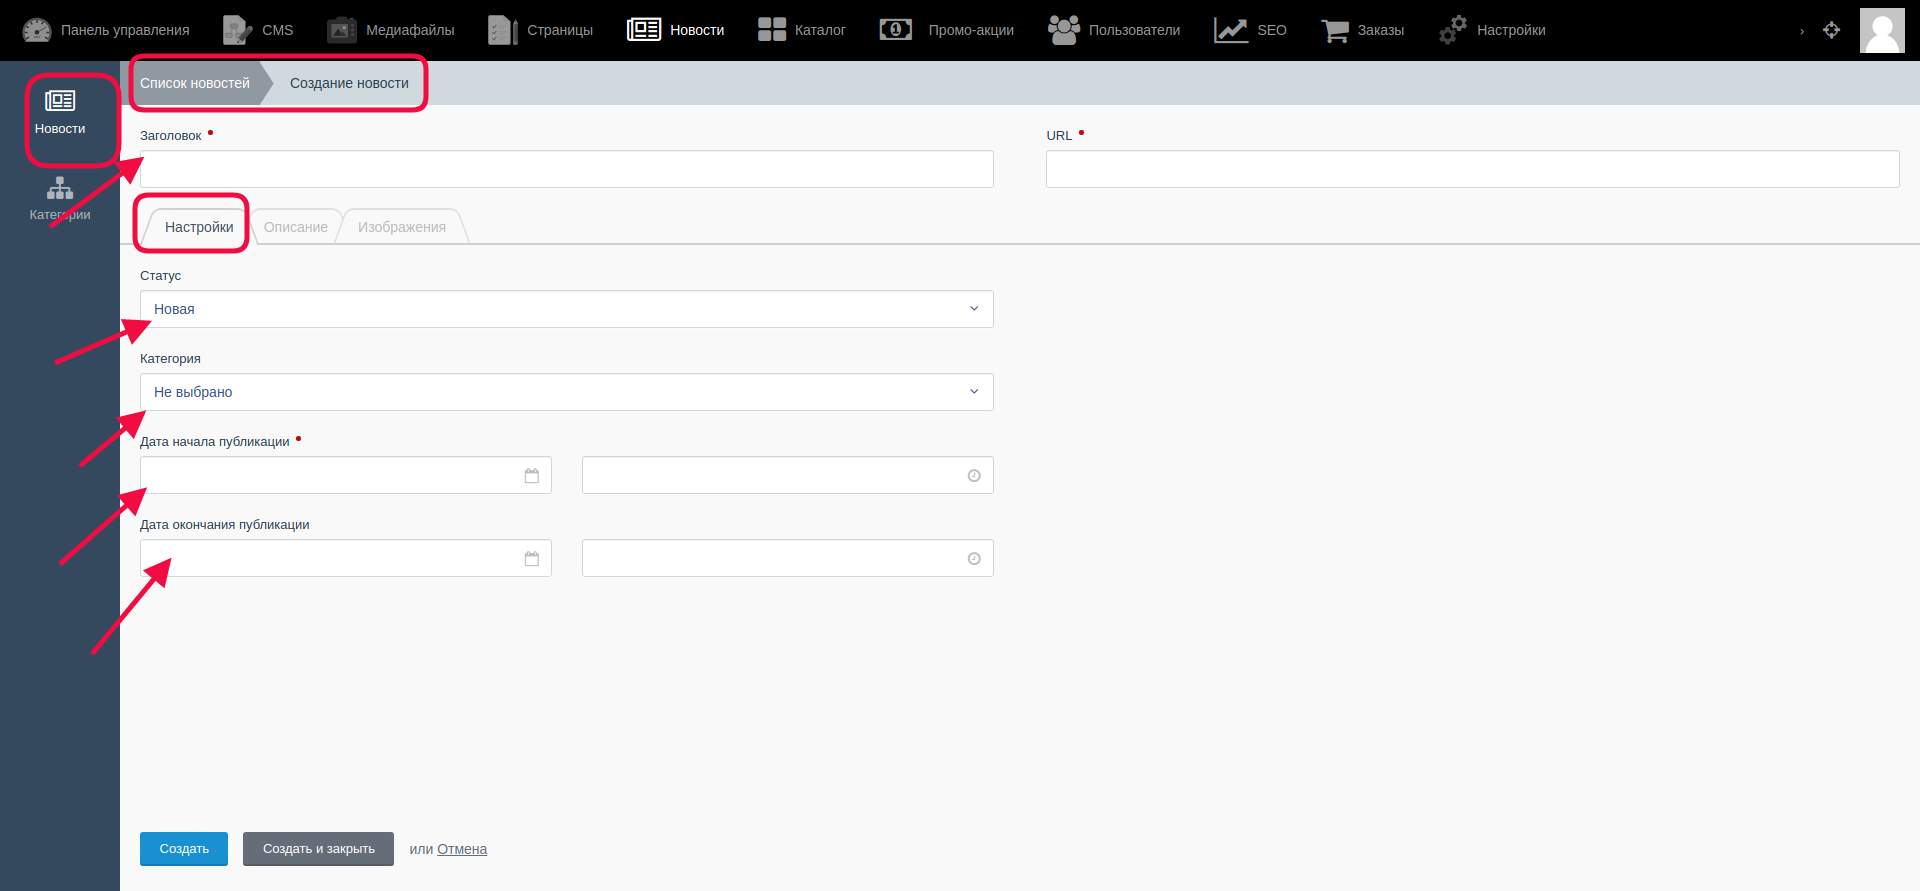 Панель управления CMS Медиафайлы Страницы Новости Каталог Промо-акции Пользователи SEO Заказы Настройки
Новости
Категории
Список новостей Создание новости
Заголовок URL
Настройки Описание Изображения
Статус
Новая
Категория
Не выбрано
Дата начала публикации
Дата окончания публикации
Создать Создать и закрыть или Отмена